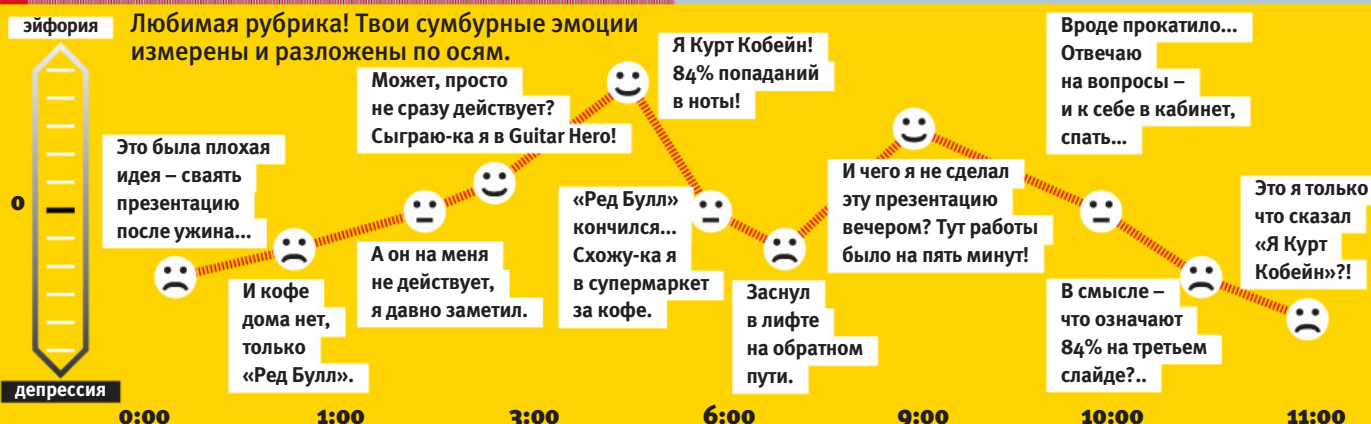 эйфория
Любимая рубрика! Твои сумбурные эмоции
измерены и разложены по осям.
0
депрессия
Это была плохая
идея – сваять
презентацию
после ужина...
И кофе
дома нет,
только
«Ред Булл».
А он на меня
не действует,
я давно заметил.
Может, просто
не сразу действует?
Сыграю-ка я в Guitar Hero!
Я Курт Кобейн!
84% попаданий
в ноты!
«Ред Булл»
кончился...
Схожу-ка я
в супермаркет
за кофе.
Заснул
в лифте
на обратном
пути.
И чего я не сделал
эту презентацию
вечером? Тут работы
было на пять минут!
Вроде прокатило...
Отвечаю
на вопросы –
и к себе в кабинет,
спать...
В смысле –
что означают
84% на третьем
слайде?..
Это я только
что сказал
«Я Курт
Кобейн»?!
0:00 1:00 3:00 6:00 9:00 10:00 11:00